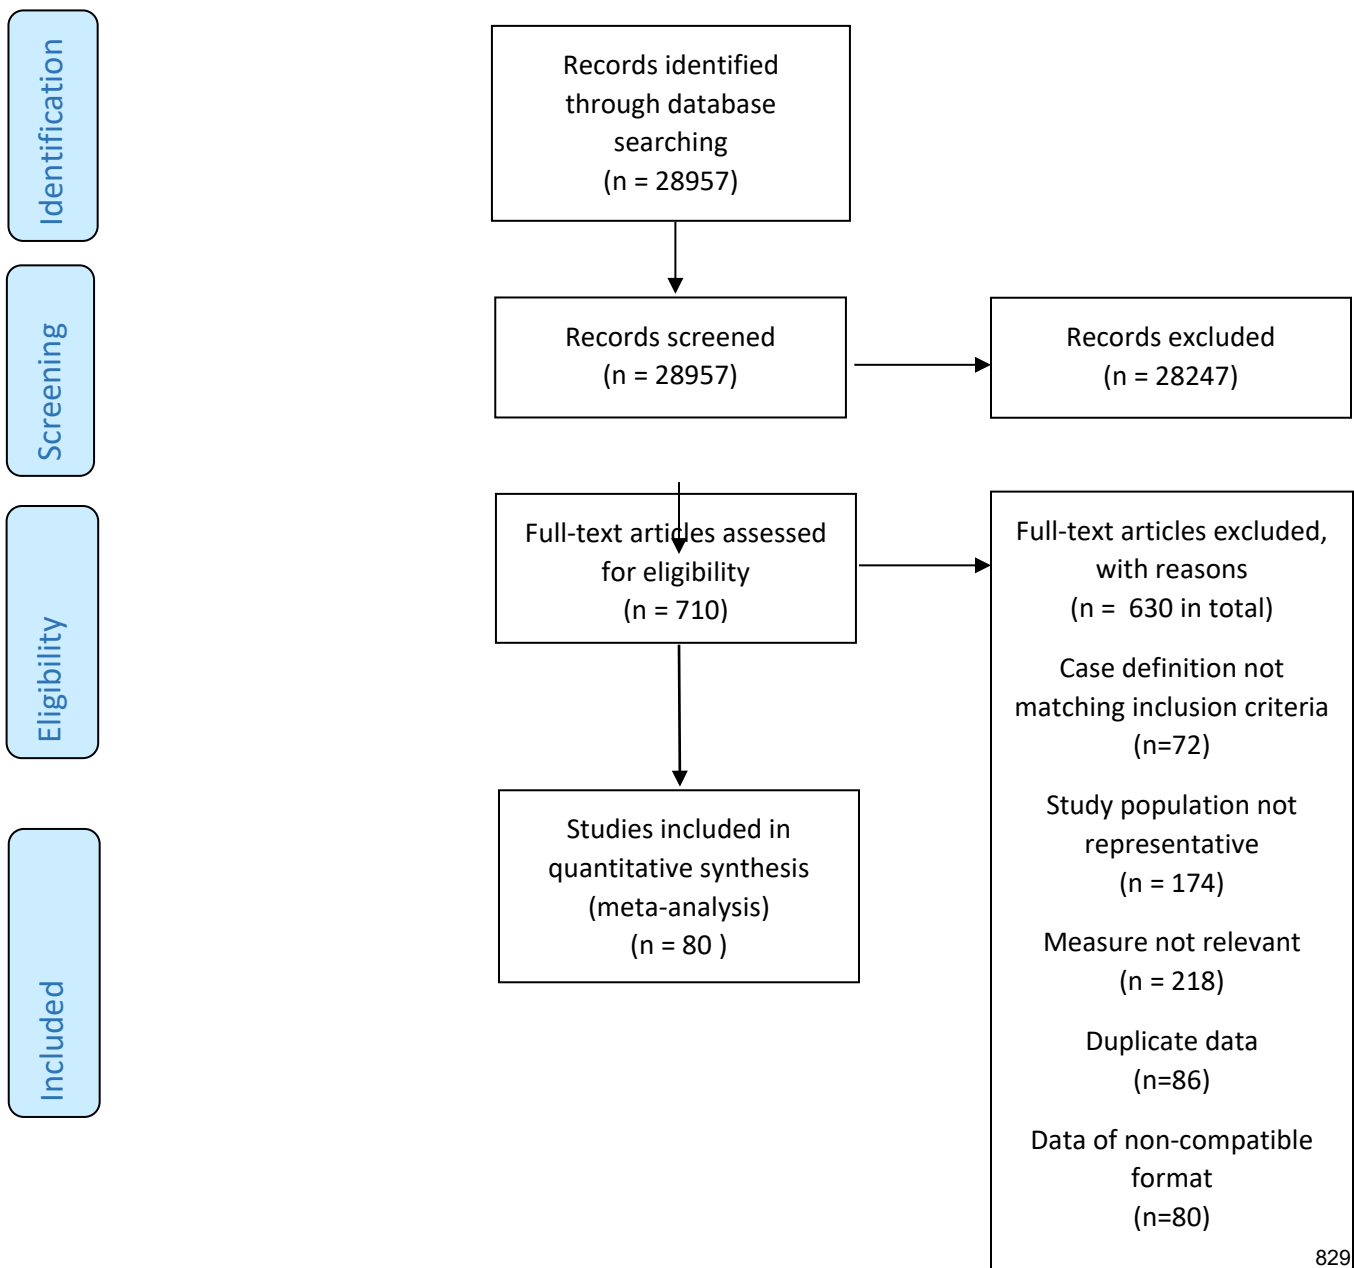 Identification
Records identified
through database
searching
(n = 28957)
Screening
Records screened
(n = 28957)
Records excluded
(n = 28247)
Eligibility
Full-text articles assessed
for eligibility
(n = 710)
Full-text articles excluded,
with reasons
(n =  630 in total)
Case definition not
matching inclusion criteria
(n=72)
Study population not
representative
(n = 174)
Measure not relevant
(n = 218)
Duplicate data
(n=86)
Data of non-compatible
format
(n=80)
Included
Studies included in
quantitative synthesis
(meta-analysis)
(n = 80 )
829